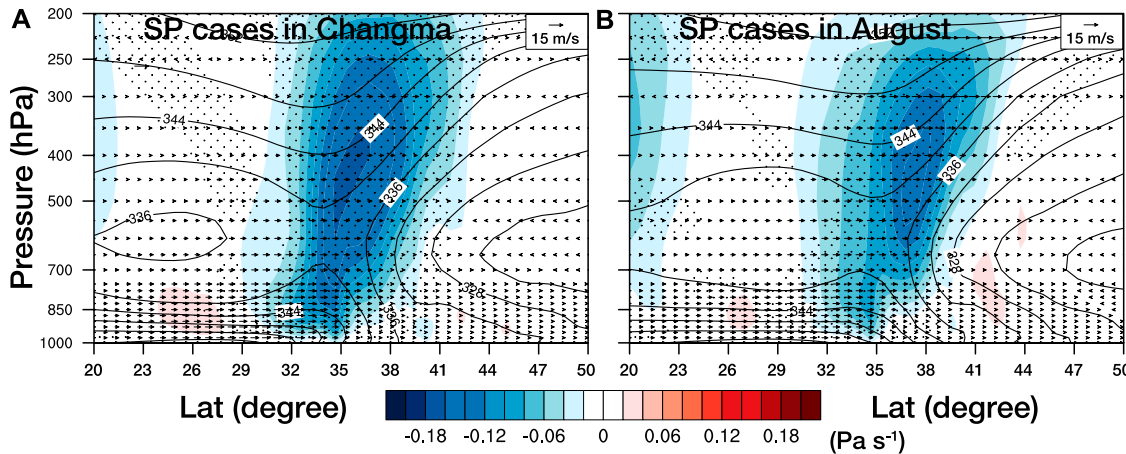 A
SP cases in Changma
15 m/s
B
SP cases in August
15 m/s
Pressure (hPa)
200
250
300
400
500
700
850
1000
352
344
344
336
336
328
344
336
352
344
344
336
328
344
20 23 26 29 32 35 38 41 44 47 50
20 23 26 29 32 35 38 41 44 47 50
Lat (degree)
Lat (degree)
-0.18 -0.12 -0.06 0 0.06 0.12 0.18
(Pa s⁻¹)